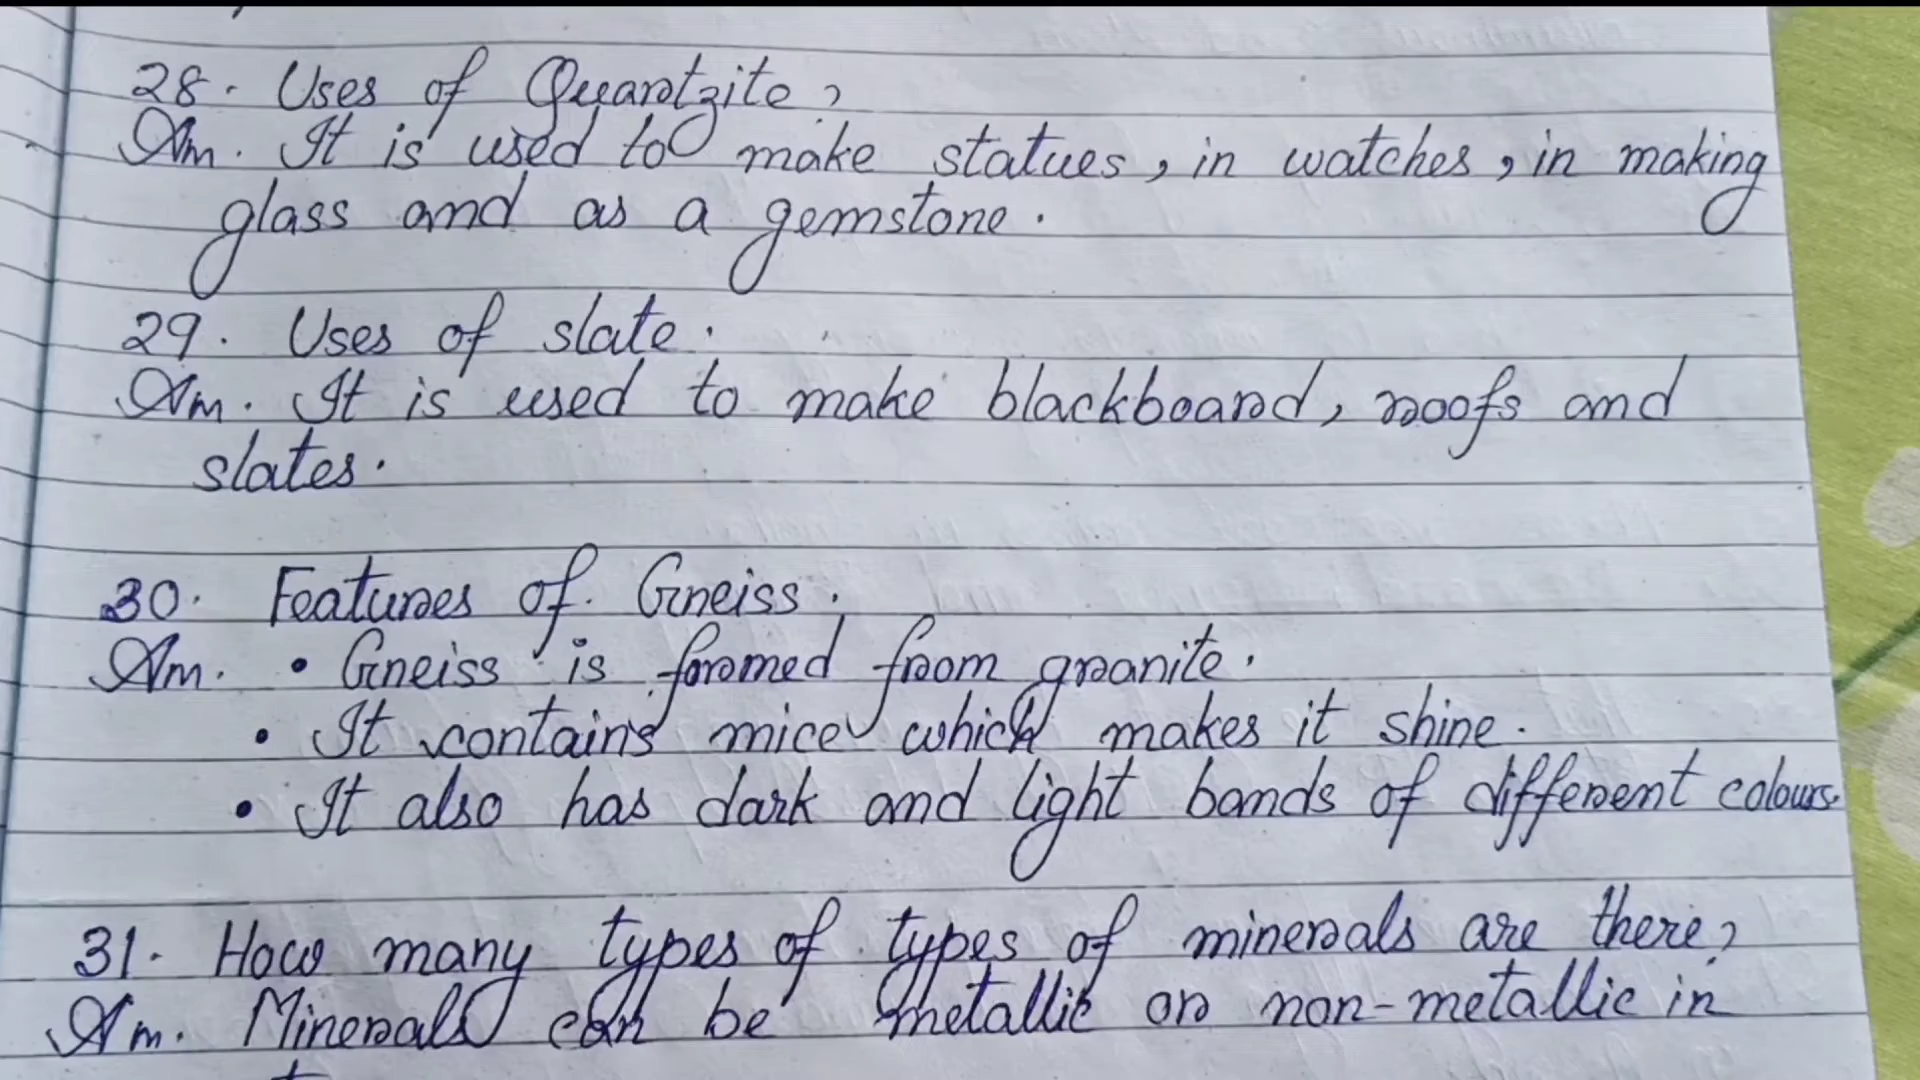 28. Uses of Quartzite?
Ans. It is used to make statues, in watches, in making
glass and as a gemstone.
29. Uses of slate.
Ans. It is used to make blackboard, roofs and
slates.
30. Features of Gneiss.
Ans. • Gneiss is formed from granite.
• It contains mice which makes it shine.
• It also has dark and light bands of different colours.
31. How many types of types of minerals are there?
Ans. Minerals can be metallic or non-metallic in